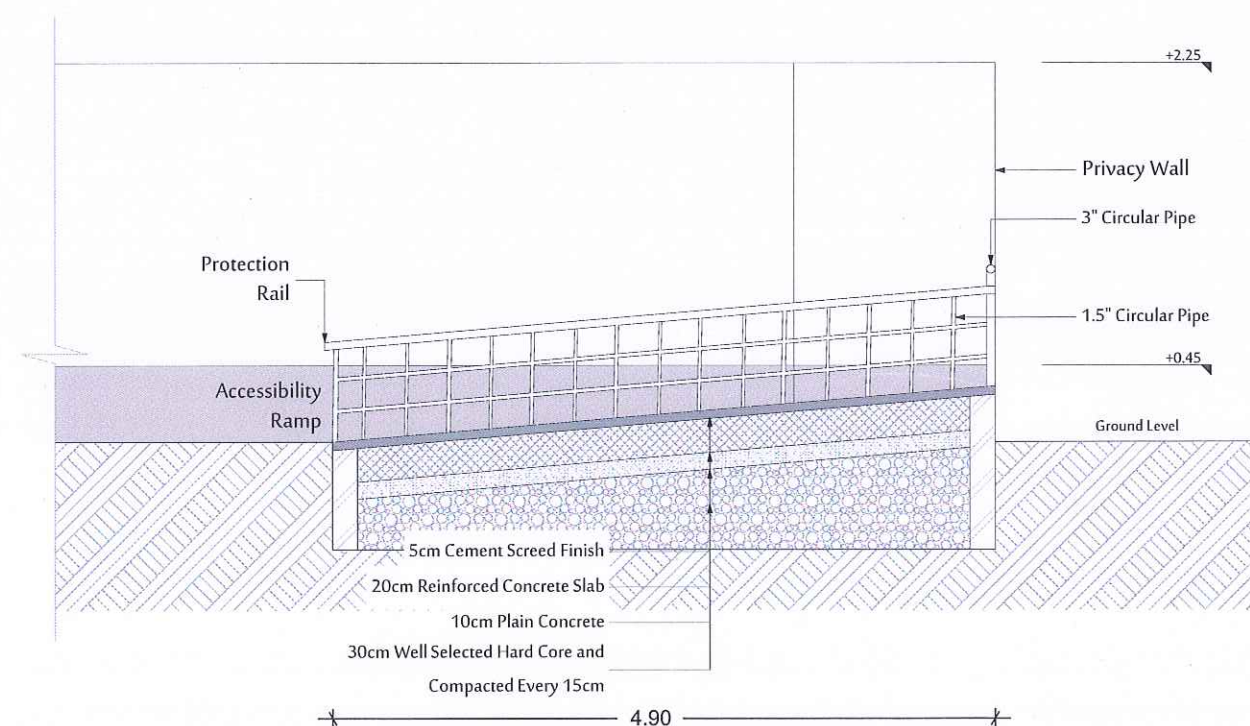 +2.25
Privacy Wall
3" Circular Pipe
Protection
Rail
1.5" Circular Pipe
+0.45
Accessibility
Ramp
Ground Level
5cm Cement Screed Finish
20cm Reinforced Concrete Slab
10cm Plain Concrete
30cm Well Selected Hard Core and
Compacted Every 15cm
4.90